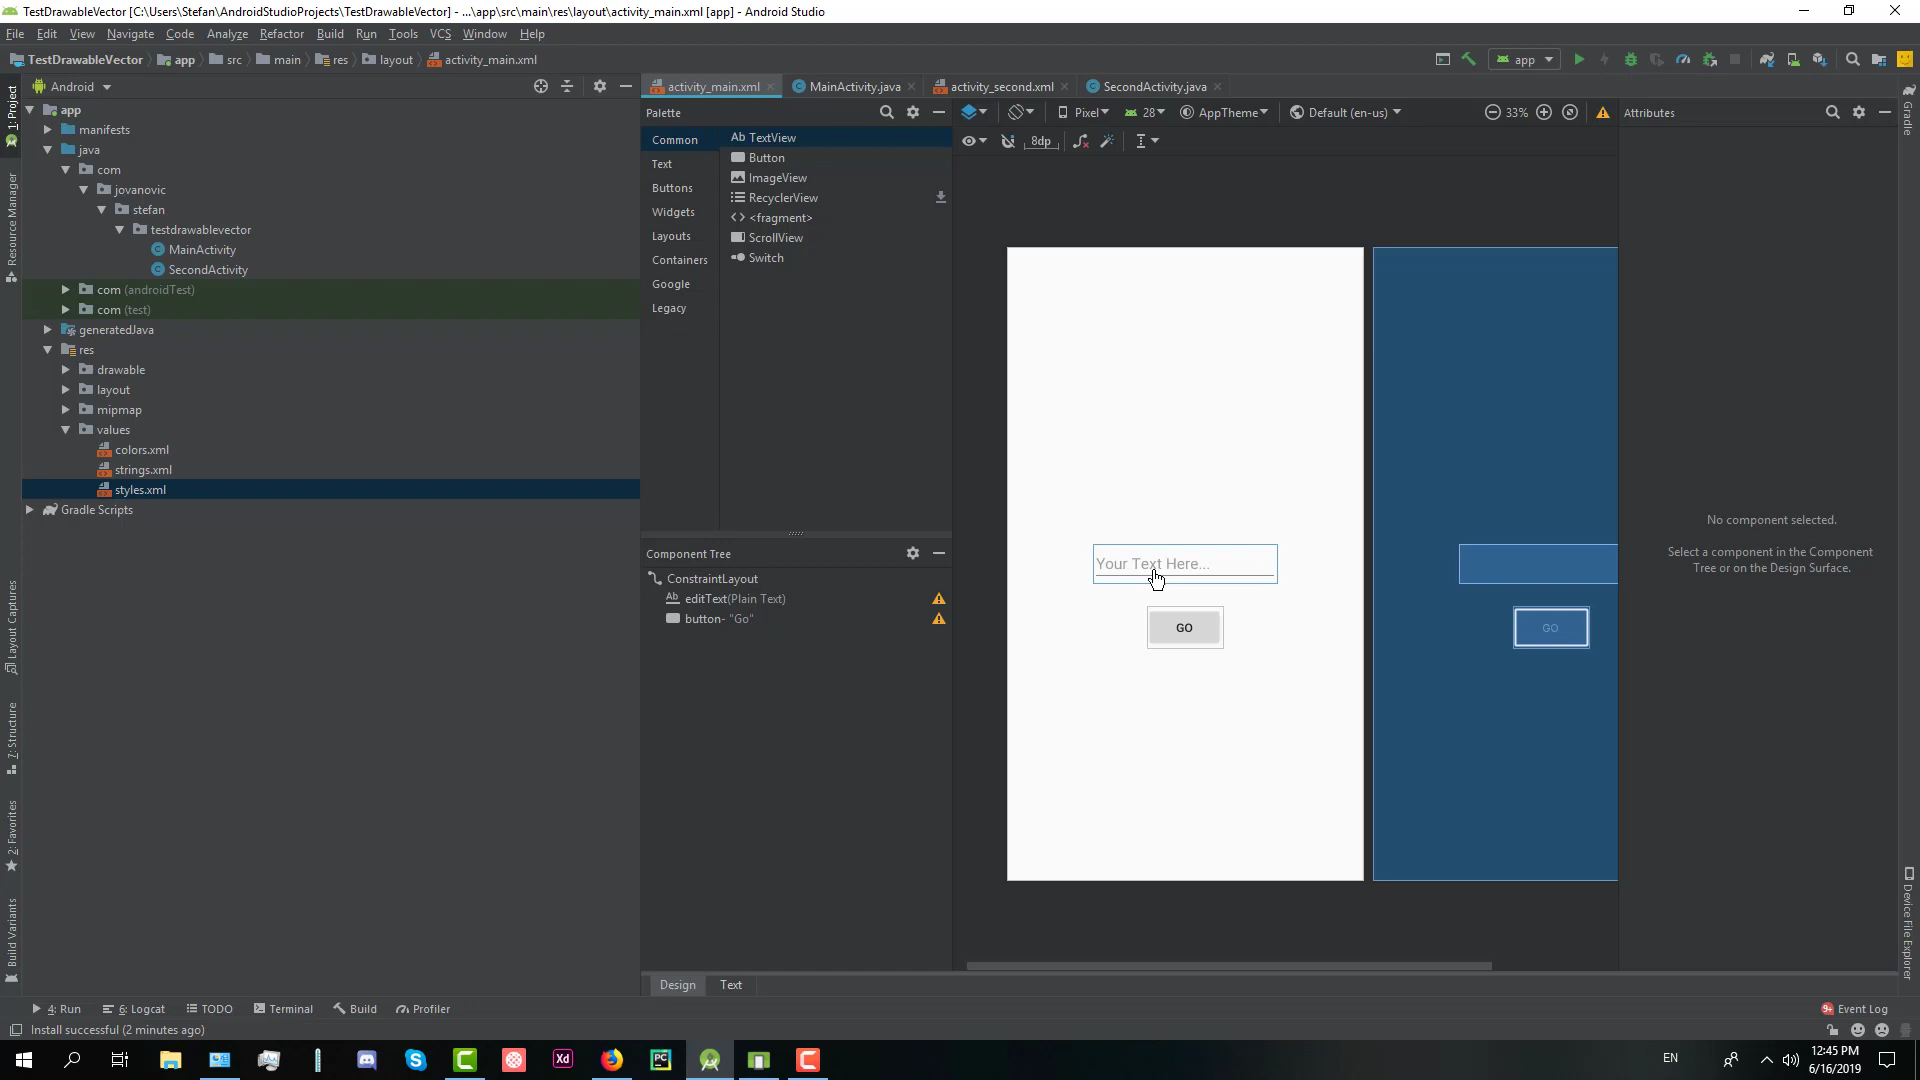 TestDrawableVector [C:\Users\Stefan\AndroidStudioProjects\TestDrawableVector] - ...\app\src\main\res\layout\activity_main.xml [app] - Android Studio
File Edit View Navigate Code Analyze Refactor Build Run Tools VCS Window Help
TestDrawableVector app src main res layout activity_main.xml
app
Android
activity_main.xml MainActivity.java activity_second.xml SecondActivity.java
1: Project
Resource Manager
Layout Captures
7: Structure
2: Favorites
Build Variants
app
manifests
java
com
jovanovic
stefan
testdrawablevector
MainActivity
SecondActivity
com (androidTest)
com (test)
generatedJava
res
drawable
layout
mipmap
values
colors.xml
strings.xml
styles.xml
Gradle Scripts
Palette
Common
Text
Buttons
Widgets
Layouts
Containers
Google
Legacy
Ab TextView
Button
ImageView
RecyclerView
<fragment>
ScrollView
Switch
Component Tree
ConstraintLayout
Ab editText(Plain Text)
button- "Go"
Pixel 28 AppTheme Default (en-us) 33%
8dp
Your Text Here...
GO
GO
Attributes
No component selected.
Select a component in the Component
Tree or on the Design Surface.
Gradle
Device File Explorer
Design Text
4: Run 6: Logcat TODO Terminal Build Profiler
9+ Event Log
Install successful (2 minutes ago)
Xd
PC
EN
12:45 PM
6/16/2019